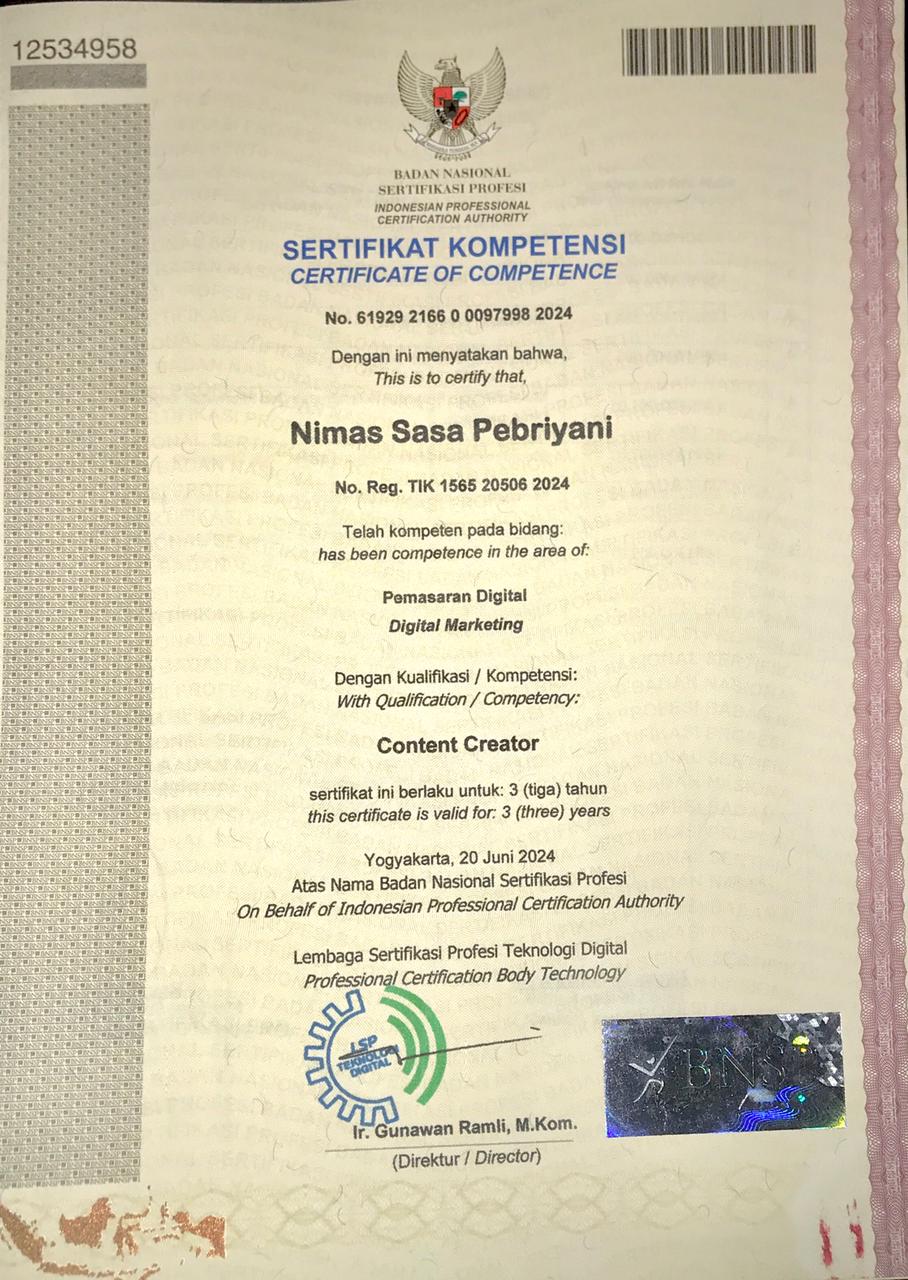 12534958
BADAN NASIONAL
SERTIFIKASI PROFESI
INDONESIAN PROFESSIONAL
CERTIFICATION AUTHORITY
SERTIFIKAT KOMPETENSI
CERTIFICATE OF COMPETENCE
No. 61929 2166 0 0097998 2024
Dengan ini menyatakan bahwa,
This is to certify that,
Nimas Sasa Pebriyani
No. Reg. TIK 1565 20506 2024
Telah kompeten pada bidang:
has been competence in the area of:
Pemasaran Digital
Digital Marketing
Dengan Kualifikasi / Kompetensi:
With Qualification / Competency:
Content Creator
sertifikat ini berlaku untuk: 3 (tiga) tahun
this certificate is valid for: 3 (three) years
Yogyakarta, 20 Juni 2024
Atas Nama Badan Nasional Sertifikasi Profesi
On Behalf of Indonesian Professional Certification Authority
Lembaga Sertifikasi Profesi Teknologi Digital
Professional Certification Body Technology
LSP
TEKNOLOGI
DIGITAL
BNS
Ir. Gunawan Ramli, M.Kom.
(Direktur / Director)